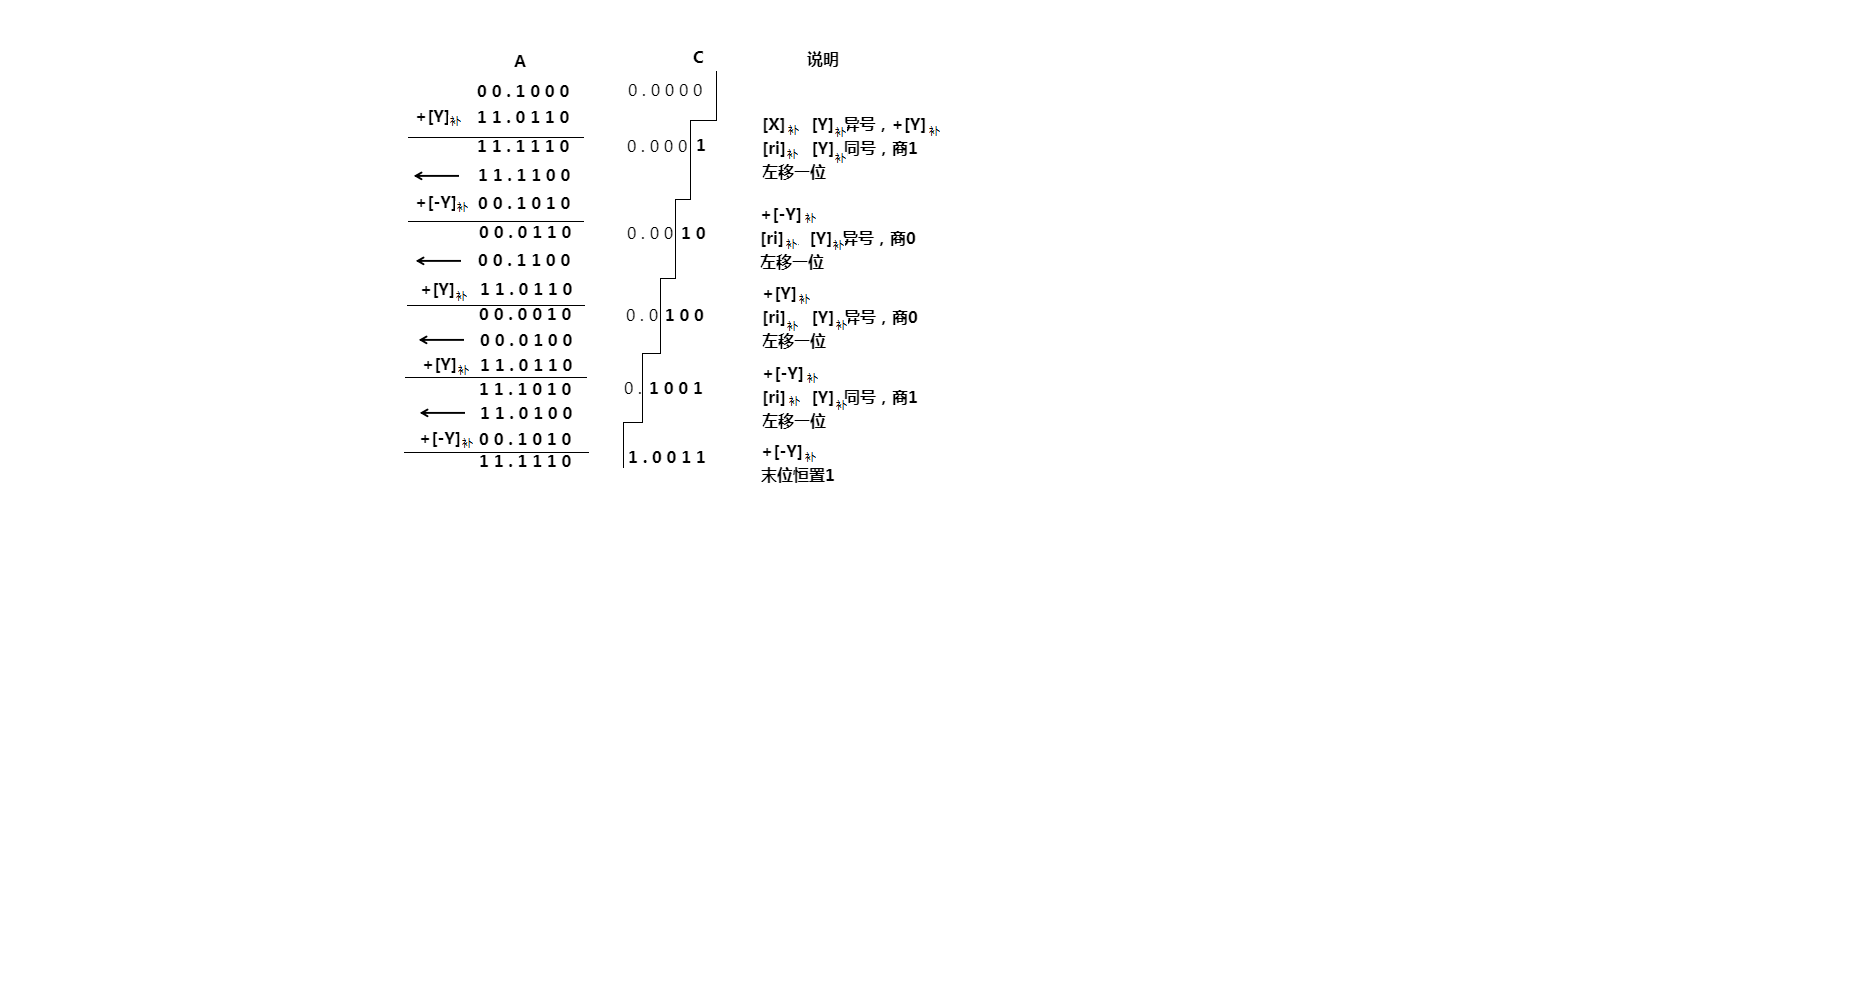 A C 说明
00.1000 0.0000
+[Y]补 11.0110 [X]补 [Y]补异号，+[Y]补
11.1110 0.0001 [ri]补 [Y]补同号，商1
← 11.1100 左移一位
+[-Y]补 00.1010 +[-Y]补
00.0110 0.0010 [ri]补 [Y]补异号，商0
← 00.1100 左移一位
+[Y]补 11.0110 +[Y]补
00.0010 0.0100 [ri]补 [Y]补异号，商0
← 00.0100 左移一位
+[Y]补 11.0110 +[-Y]补
11.1010 0.1001 [ri]补 [Y]补同号，商1
← 11.0100 左移一位
+[-Y]补 00.1010 +[-Y]补
11.1110 1.0011 末位恒置1